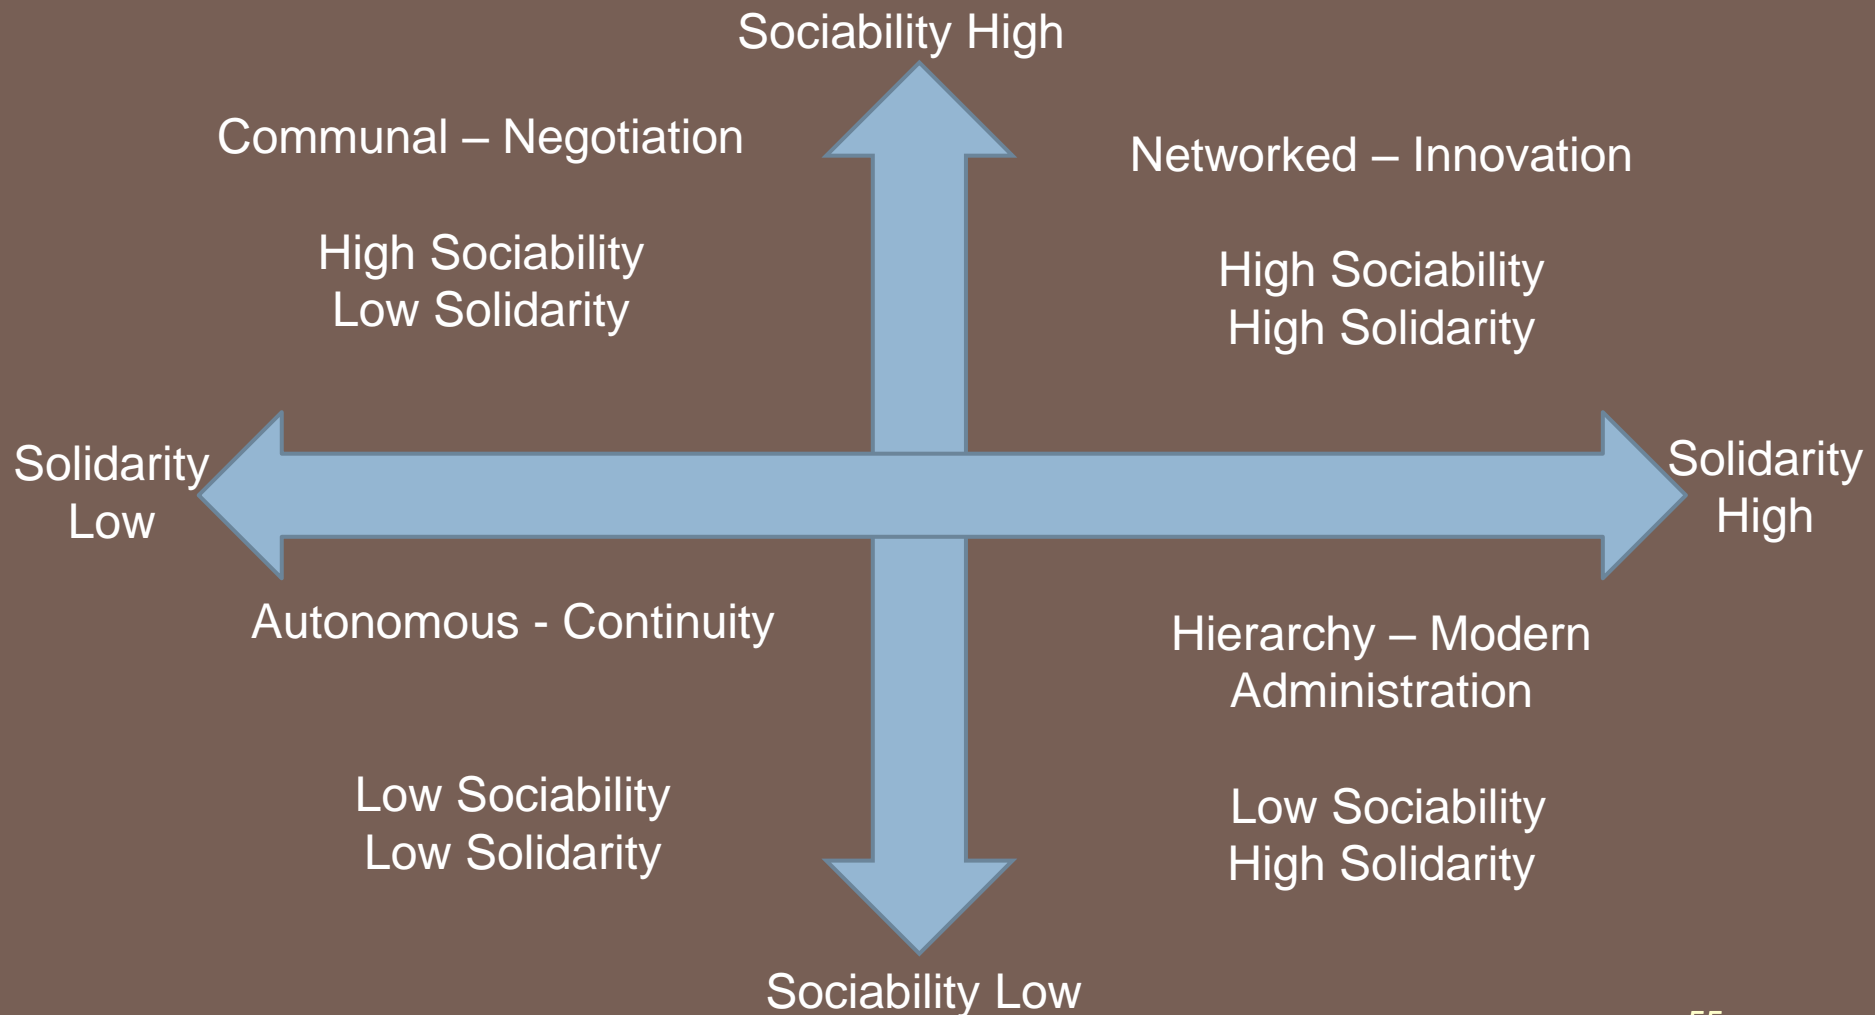 Sociability High
Communal – Negotiation
High Sociability
Low Solidarity
Networked – Innovation
High Sociability
High Solidarity
Solidarity
Low
Solidarity
High
Autonomous - Continuity
Low Sociability
Low Solidarity
Hierarchy – Modern
Administration
Low Sociability
High Solidarity
Sociability Low